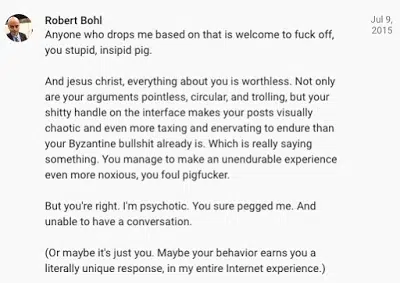 Robert Bohl
Jul 9,
2015
Anyone who drops me based on that is welcome to fuck off,
you stupid, insipid pig.
And jesus christ, everything about you is worthless. Not only
are your arguments pointless, circular, and trolling, but your
shitty handle on the interface makes your posts visually
chaotic and even more taxing and enervating to endure than
your Byzantine bullshit already is. Which is really saying
something. You manage to make an unendurable experience
even more noxious, you foul pigfucker.
But you're right. I'm psychotic. You sure pegged me. And
unable to have a conversation.
(Or maybe it's just you. Maybe your behavior earns you a
literally unique response, in my entire Internet experience.)